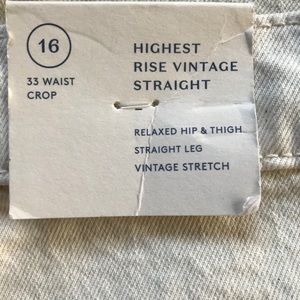 16
33 WAIST
CROP
HIGHEST
RISE VINTAGE
STRAIGHT
RELAXED HIP & THIGH
STRAIGHT LEG
VINTAGE STRETCH